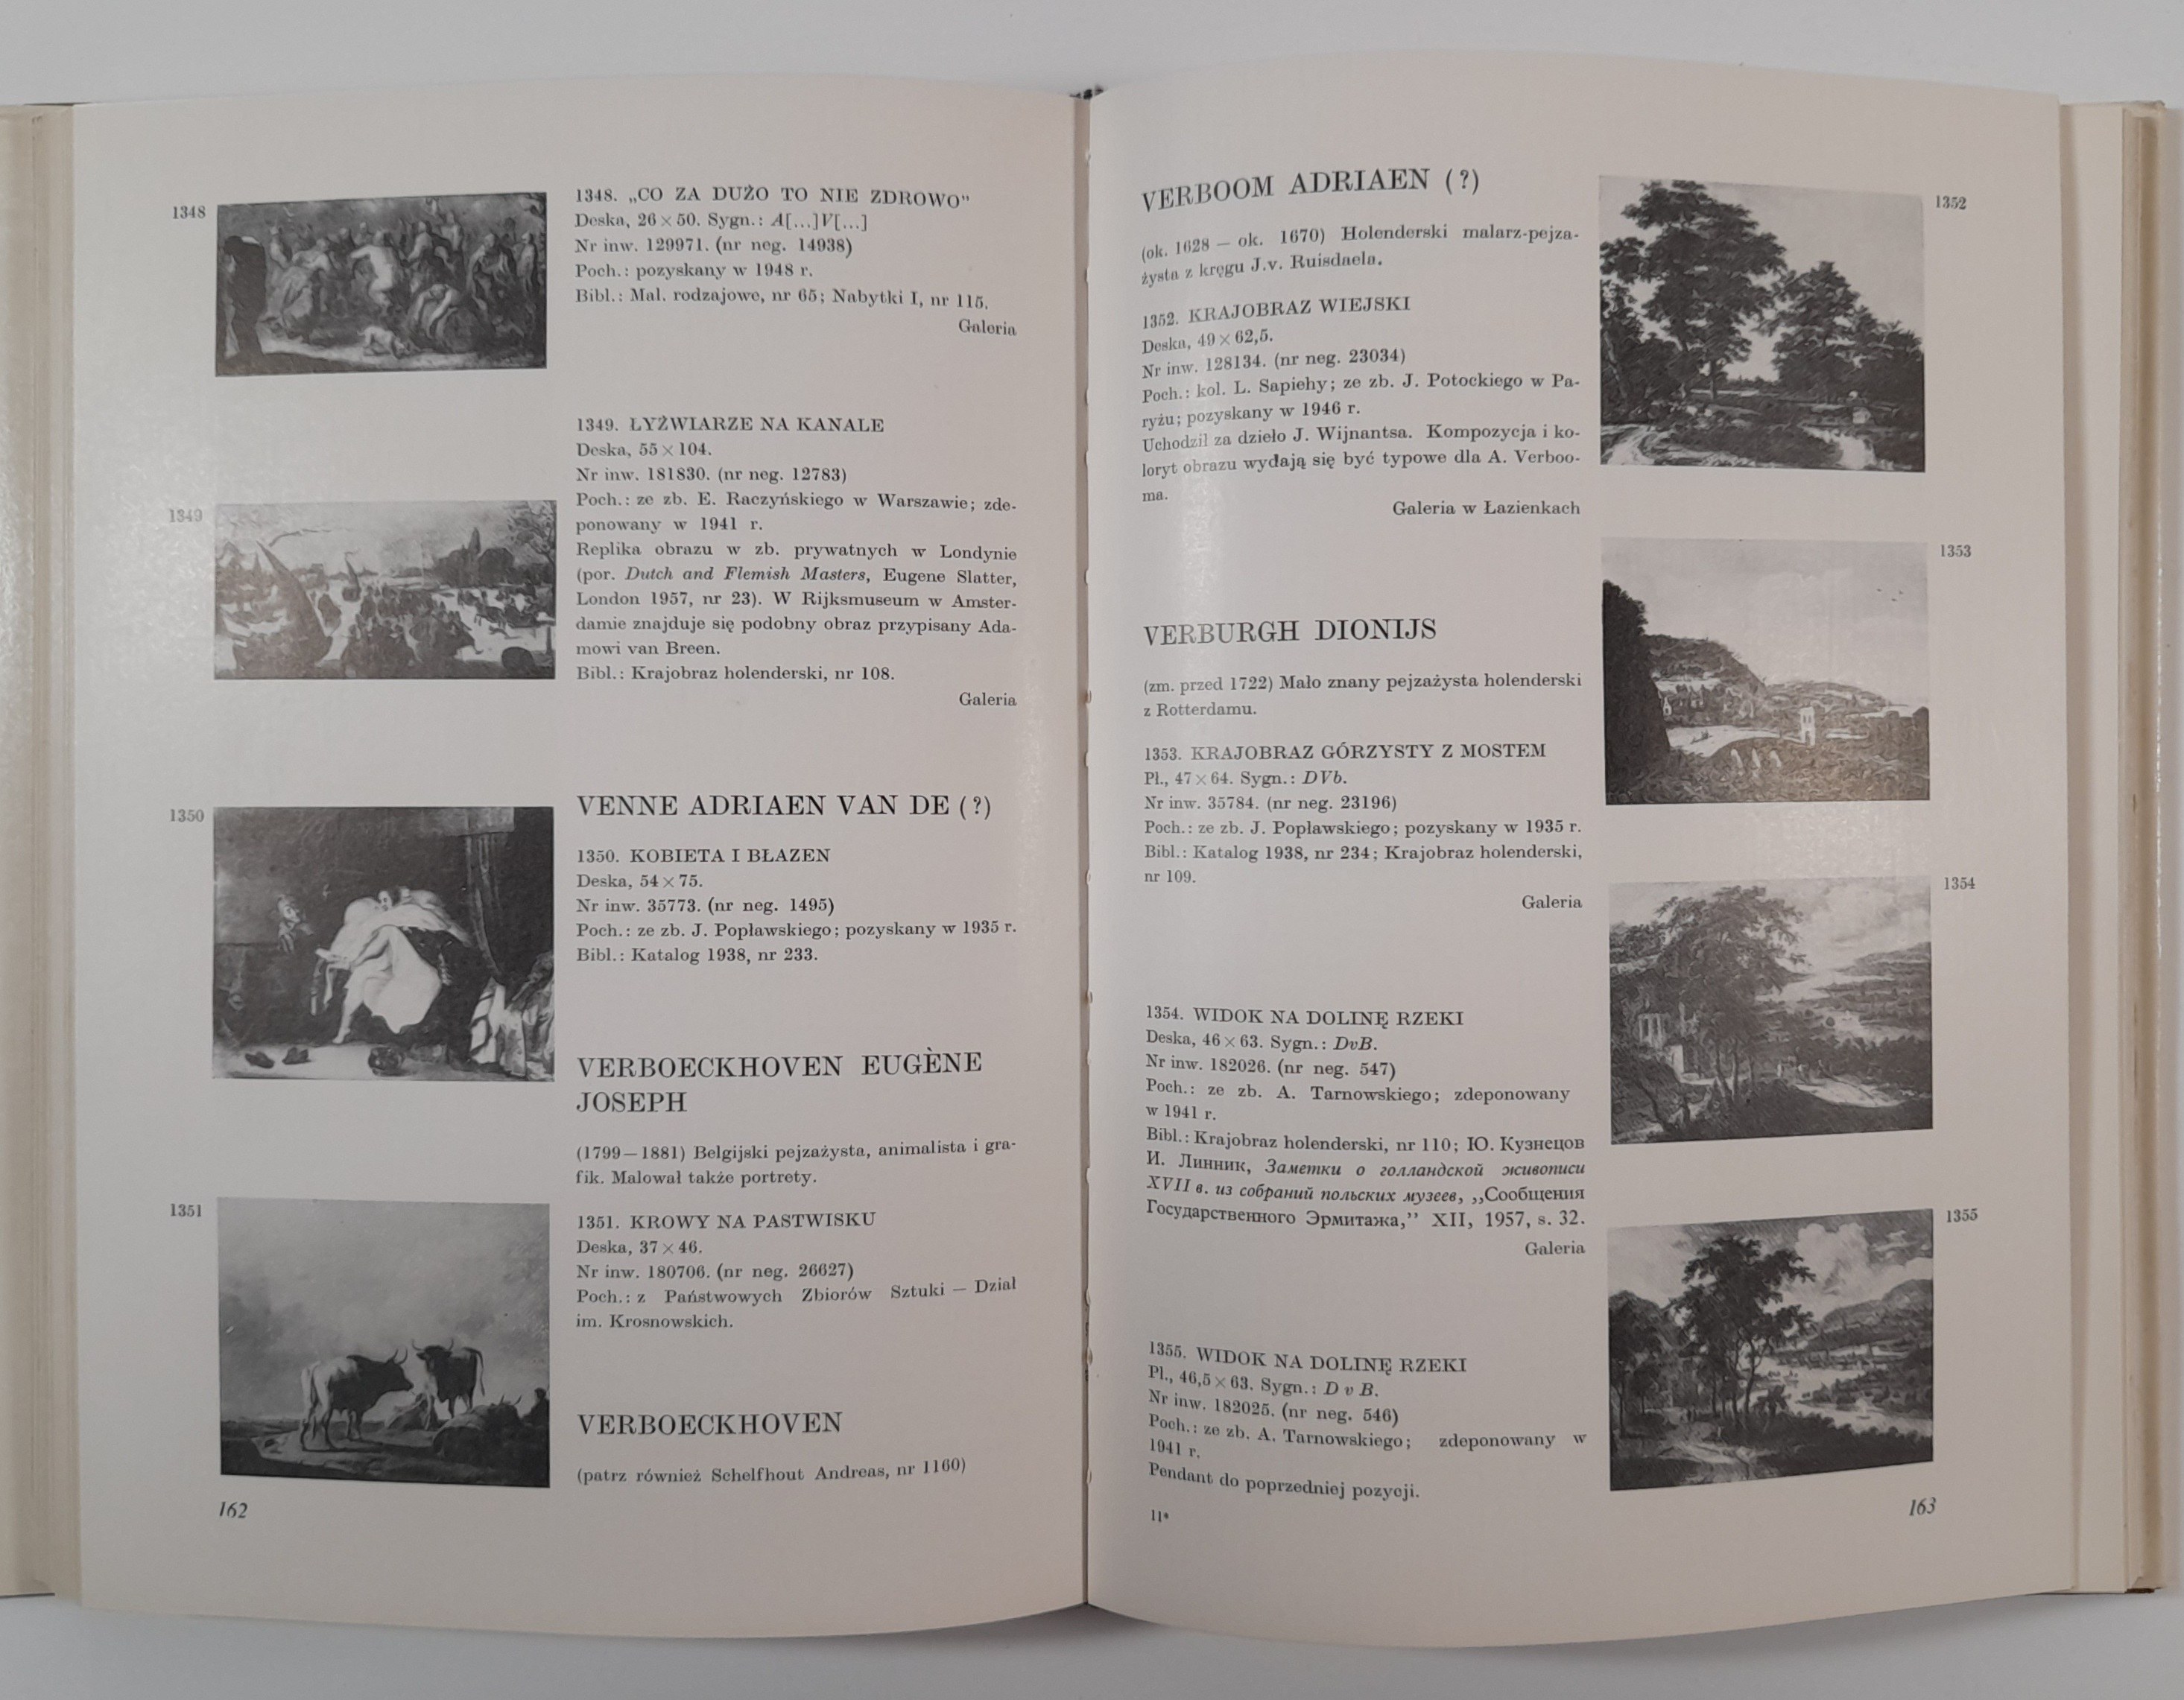 1348
1348. „CO ZA DUŻO TO NIE ZDROWO”
Deska, 26×50. Sygn.: A[...]V[...]
Nr inw. 129971. (nr neg. 14938)
Poch.: pozyskany w 1948 r.
Bibl.: Mal. rodzajowe, nr 65; Nabytki I, nr 115.
Galeria
1349
1349. ŁYŻWIARZE NA KANALE
Deska, 55×104.
Nr inw. 181830. (nr neg. 12783)
Poch.: ze zb. E. Raczyńskiego w Warszawie; zde-
ponowany w 1941 r.
Replika obrazu w zb. prywatnych w Londynie
(por. Dutch and Flemish Masters, Eugene Slatter,
London 1957, nr 23). W Rijksmuseum w Amster-
damie znajduje się podobny obraz przypisany Ada-
mowi van Breen.
Bibl.: Krajobraz holenderski, nr 108.
Galeria
VENNE ADRIAEN VAN DE (?)
1350
1350. KOBIETA I BŁAZEN
Deska, 54×75.
Nr inw. 35773. (nr neg. 1495)
Poch.: ze zb. J. Popławskiego; pozyskany w 1935 r.
Bibl.: Katalog 1938, nr 233.
VERBOECKHOVEN EUGÈNE
JOSEPH
(1799–1881) Belgijski pejzażysta, animalista i gra-
fik. Malował także portrety.
1351
1351. KROWY NA PASTWISKU
Deska, 37×46.
Nr inw. 180706. (nr neg. 26627)
Poch.: z Państwowych Zbiorów Sztuki – Dział
im. Krosnowskich.
VERBOECKHOVEN
(patrz również Schelfhout Andreas, nr 1160)
162
VERBOOM ADRIAEN (?)
(ok. 1628 – ok. 1670) Holenderski malarz-pejza-
żysta z kręgu J.v. Ruisdaela.
1352
1352. KRAJOBRAZ WIEJSKI
Deska, 49×62,5.
Nr inw. 128134. (nr neg. 23034)
Poch.: kol. L. Sapiehy; ze zb. J. Potockiego w Pa-
ryżu; pozyskany w 1946 r.
Uchodził za dzieło J. Wijnantsa. Kompozycja i ko-
loryt obrazu wydają się być typowe dla A. Verboo-
ma.
Galeria w Łazienkach
VERBURGH DIONIJS
(zm. przed 1722) Mało znany pejzażysta holenderski
z Rotterdamu.
1353
1353. KRAJOBRAZ GÓRZYSTY Z MOSTEM
Pł., 47×64. Sygn.: DVb.
Nr inw. 35784. (nr neg. 23196)
Poch.: ze zb. J. Popławskiego; pozyskany w 1935 r.
Bibl.: Katalog 1938, nr 234; Krajobraz holenderski,
nr 109.
Galeria
1354
1354. WIDOK NA DOLINĘ RZEKI
Deska, 46×63. Sygn.: DvB.
Nr inw. 182026. (nr neg. 547)
Poch.: ze zb. A. Tarnowskiego; zdeponowany
w 1941 r.
Bibl.: Krajobraz holenderski, nr 110; Ю. Кузнецов
И. Линник, Заметки о голландской живописи
XVII в. из собраний польских музеев, ,,Сообщения
Государственного Эрмитажа,’’ XII, 1957, s. 32.
Galeria
1355
1355. WIDOK NA DOLINĘ RZEKI
Pł., 46,5×63. Sygn.: D v B.
Nr inw. 182025. (nr neg. 546)
Poch.: ze zb. A. Tarnowskiego; zdeponowany w
1941 r.
Pendant do poprzedniej pozycji.
11*
163